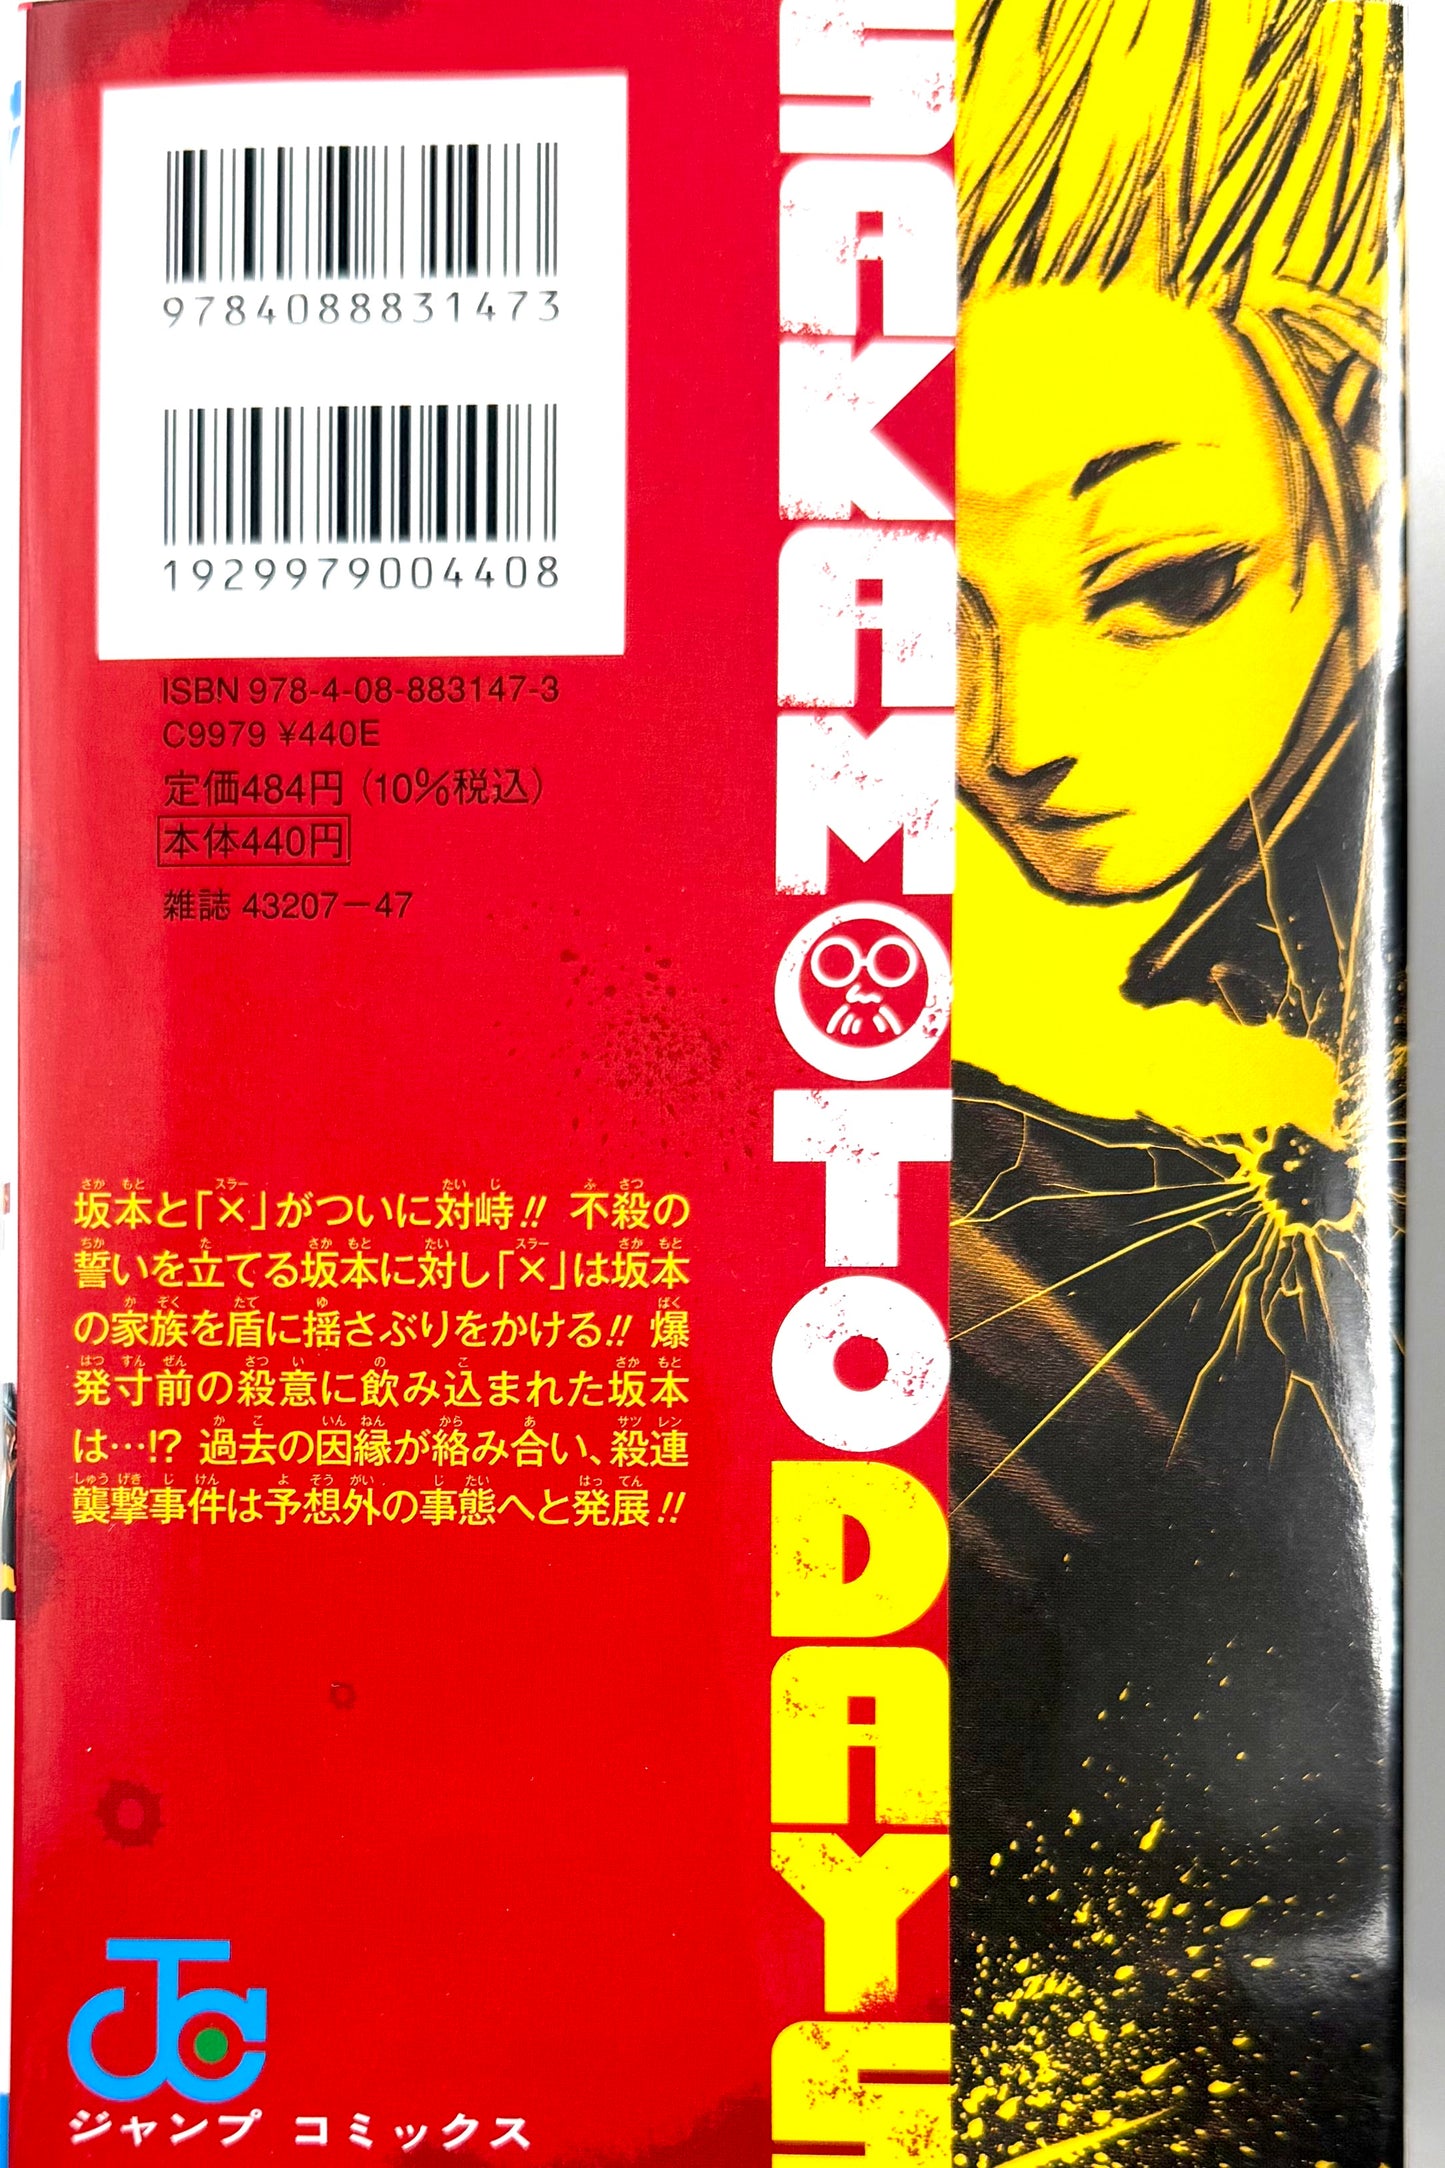 9784088831473
1929979004408
ISBN 978-4-08-883147-3
C9979 ¥440E
定価484円（10%税込）
本体440円
雑誌 43207-47
SAKAMOTO DAYS
坂本と「×」がついに対峙!! 不殺の
誓いを立てる坂本に対し「×」は坂本
の家族を盾に揺さぶりをかける!! 爆
発寸前の殺意に飲み込まれた坂本
は…!? 過去の因縁が絡み合い、殺連
襲撃事件は予想外の事態へと発展!!
JC
ジャンプ コミックス